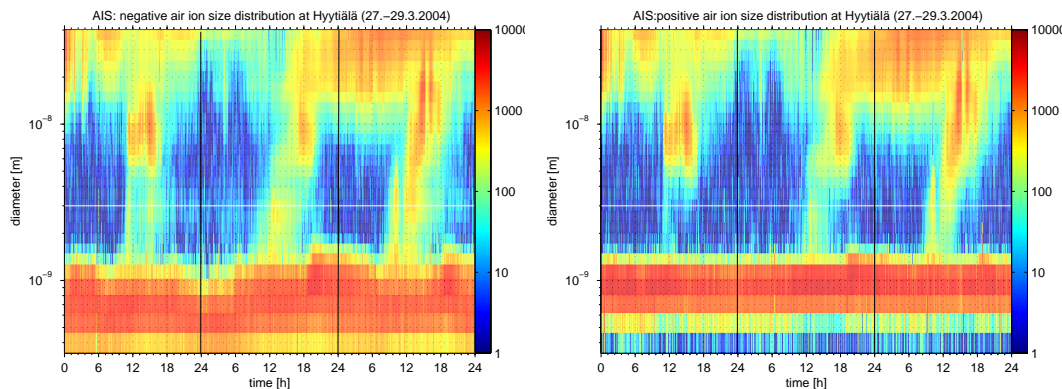 AIS: negative air ion size distribution at Hyytiälä (27.−29.3.2004)
diameter [m]
10−8
10−9
0 6 12 18 24 6 12 18 24 6 12 18 24
time [h]
10000
1000
100
10
1
AIS:positive air ion size distribution at Hyytiälä (27.−29.3.2004)
diameter [m]
10−8
10−9
0 6 12 18 24 6 12 18 24 6 12 18 24
time [h]
10000
1000
100
10
1